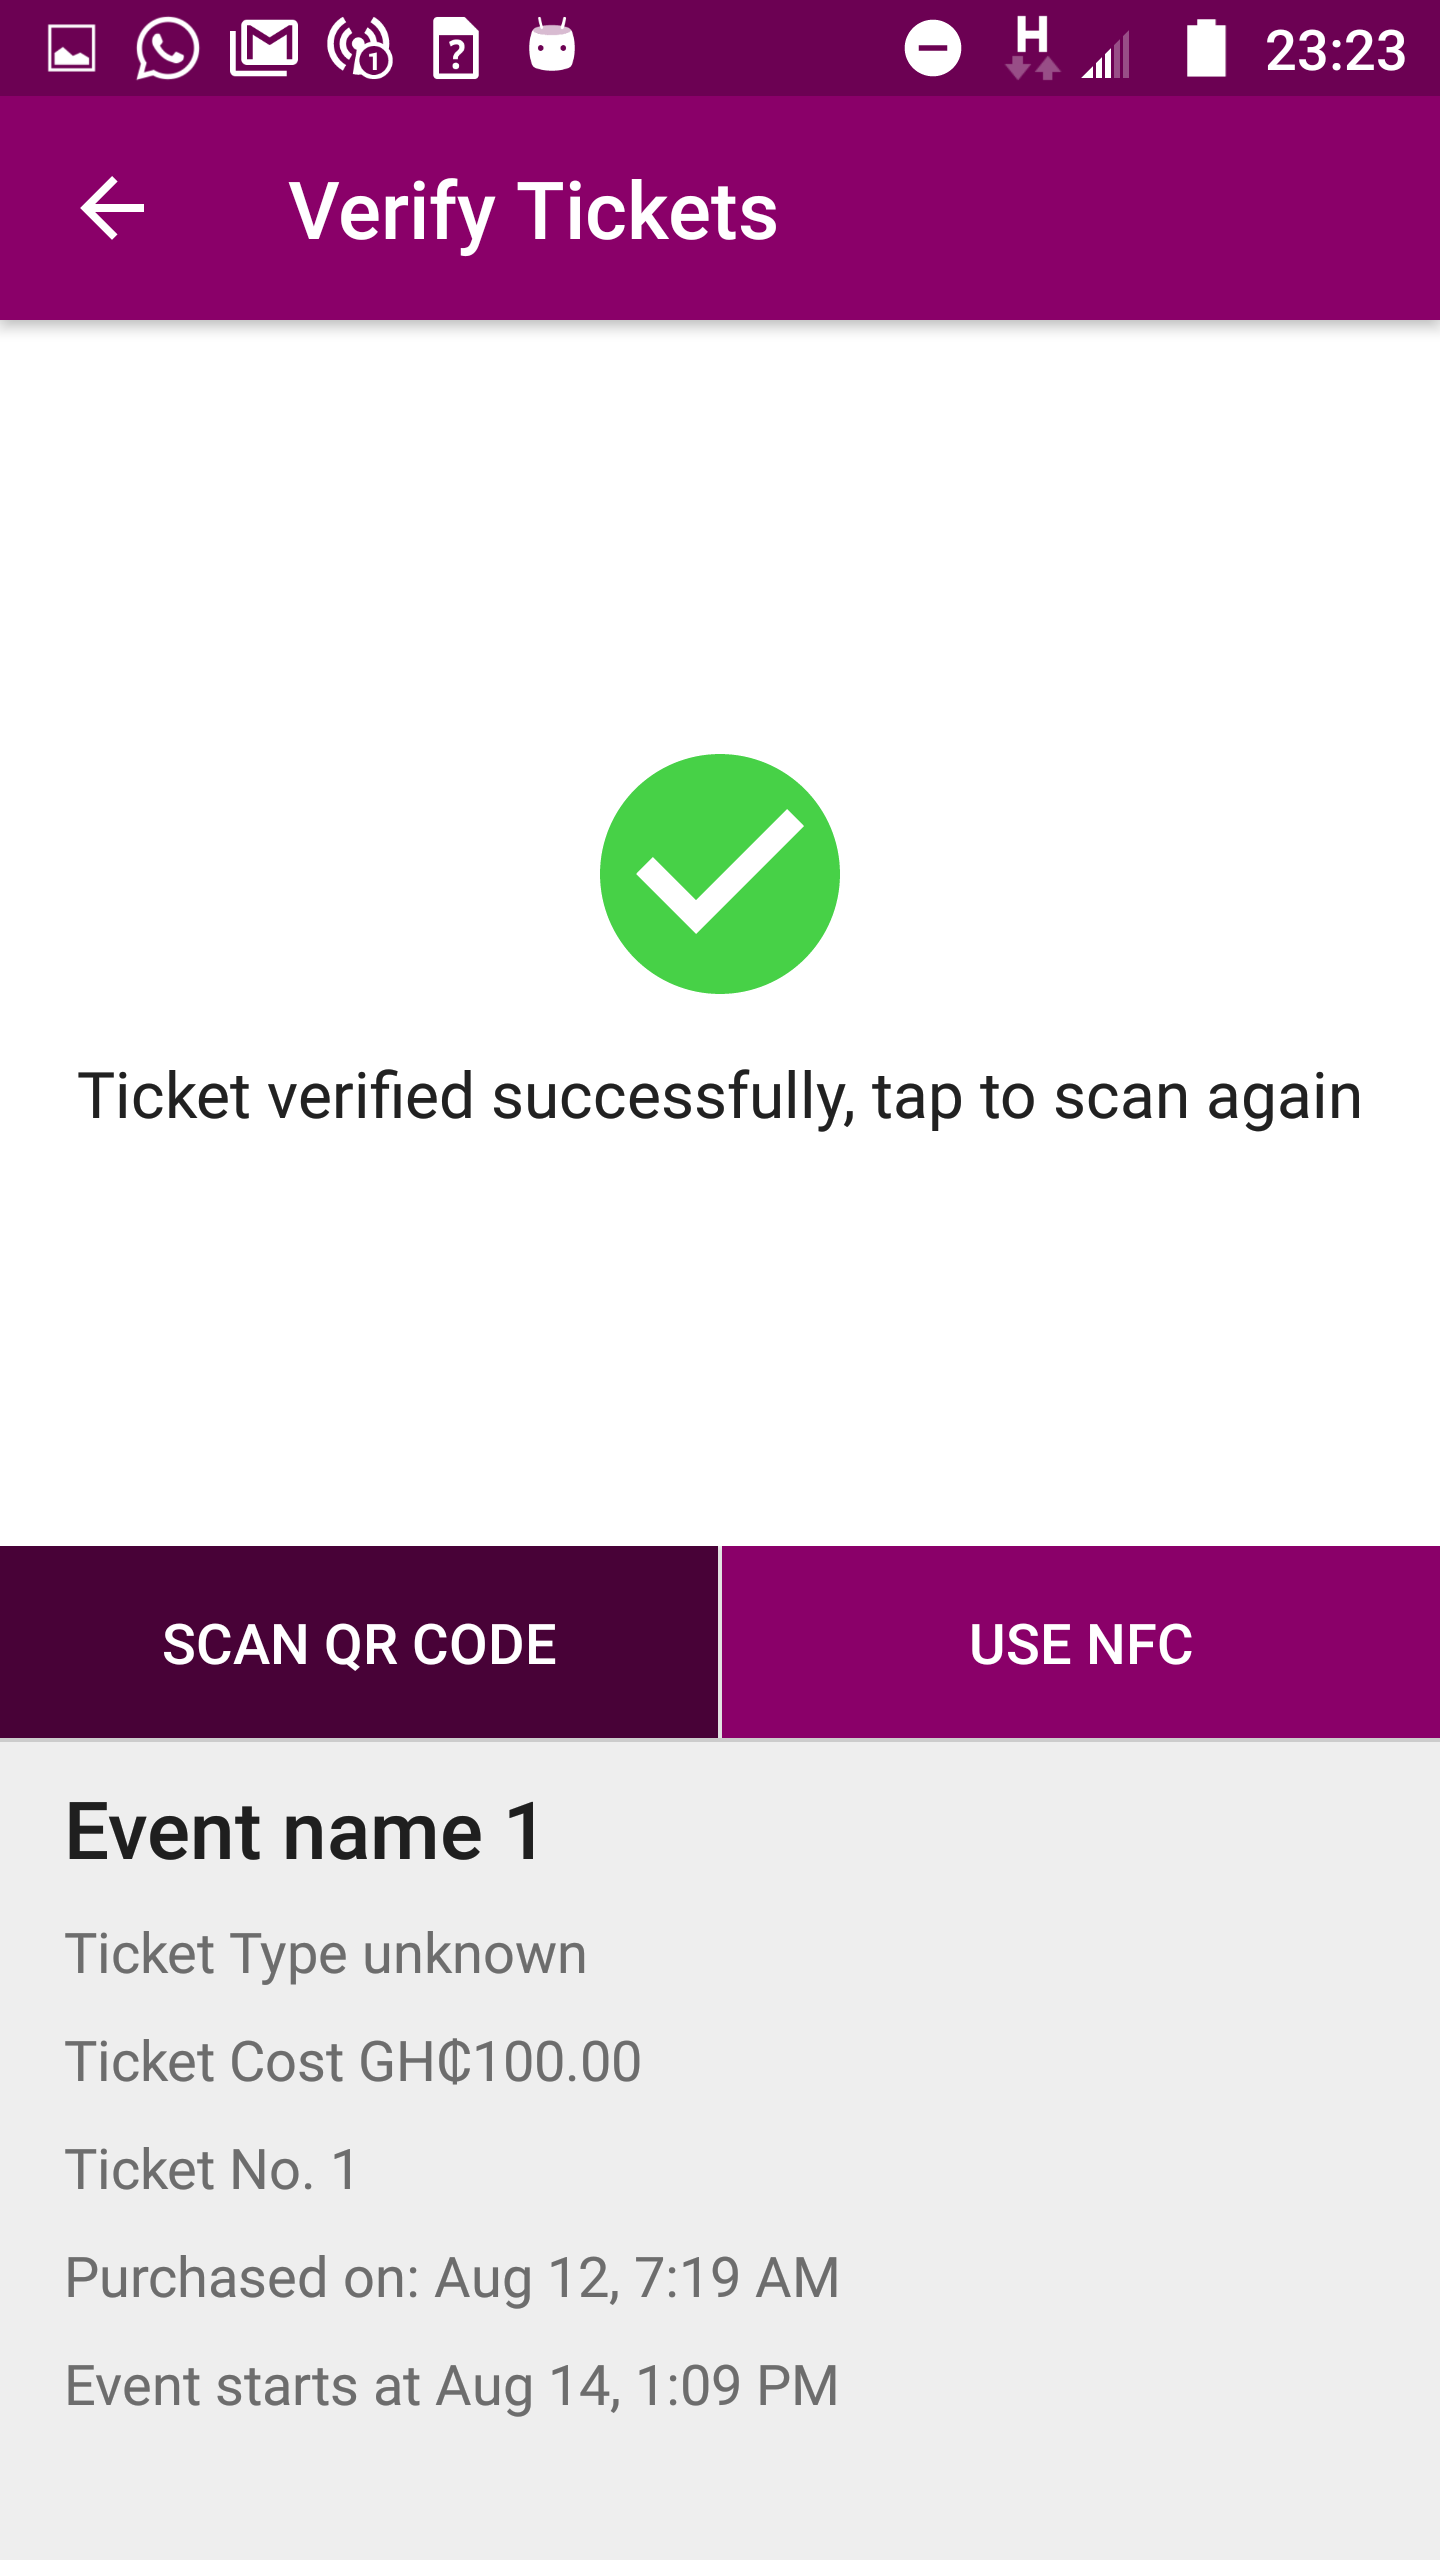 H 23:23
1
?
Verify Tickets
Ticket verified successfully, tap to scan again
SCAN QR CODE
USE NFC
Event name 1
Ticket Type unknown
Ticket Cost GH₵100.00
Ticket No. 1
Purchased on: Aug 12, 7:19 AM
Event starts at Aug 14, 1:09 PM